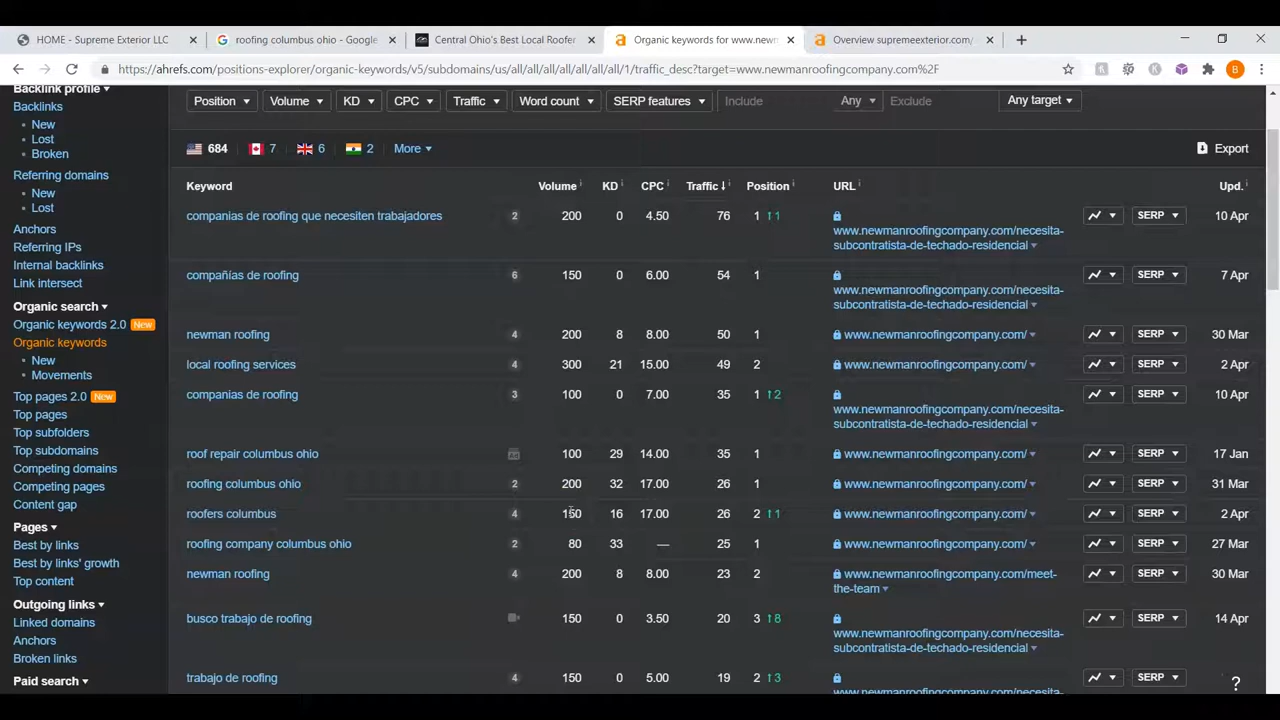 HOME - Supreme Exterior LLC
roofing columbus ohio - Google
Central Ohio's Best Local Roofer
Organic keywords for www.newm
Overview supremeexterior.com/
https://ahrefs.com/positions-explorer/organic-keywords/v5/subdomains/us/all/all/all/all/all/all/1/traffic_desc?target=www.newmanroofingcompany.com%2F
B
Backlink profile
Backlinks
New
Lost
Broken
Referring domains
New
Lost
Anchors
Referring IPs
Internal backlinks
Link intersect
Organic search
Organic keywords 2.0 New
Organic keywords
New
Movements
Top pages 2.0 New
Top pages
Top subfolders
Top subdomains
Competing domains
Competing pages
Content gap
Pages
Best by links
Best by links' growth
Top content
Outgoing links
Linked domains
Anchors
Broken links
Paid search
Position Volume KD CPC Traffic Word count SERP features Include Any Exclude Any target
684 7 6 2 More Export
Keyword Volume KD CPC Traffic Position URL Upd.
companias de roofing que necesiten trabajadores 2 200 0 4.50 76 1 ↑1 SERP 10 Apr
www.newmanroofingcompany.com/necesita-
subcontratista-de-techado-residencial
compañías de roofing 6 150 0 6.00 54 1 SERP 7 Apr
www.newmanroofingcompany.com/necesita-
subcontratista-de-techado-residencial
newman roofing 4 200 8 8.00 50 1 www.newmanroofingcompany.com/ SERP 30 Mar
local roofing services 4 300 21 15.00 49 2 www.newmanroofingcompany.com/ SERP 2 Apr
companias de roofing 3 100 0 7.00 35 1 ↑2 SERP 10 Apr
www.newmanroofingcompany.com/necesita-
subcontratista-de-techado-residencial
roof repair columbus ohio Ad 100 29 14.00 35 1 www.newmanroofingcompany.com/ SERP 17 Jan
roofing columbus ohio 2 200 32 17.00 26 1 www.newmanroofingcompany.com/ SERP 31 Mar
roofers columbus 4 150 16 17.00 26 2 ↑1 www.newmanroofingcompany.com/ SERP 2 Apr
roofing company columbus ohio 2 80 33 — 25 1 www.newmanroofingcompany.com/ SERP 27 Mar
newman roofing 4 200 8 8.00 23 2 www.newmanroofingcompany.com/meet- SERP 30 Mar
the-team
busco trabajo de roofing 150 0 3.50 20 3 ↑8 SERP 14 Apr
www.newmanroofingcompany.com/necesita-
subcontratista-de-techado-residencial
trabajo de roofing 4 150 0 5.00 19 2 ↑3 SERP 10 Apr
?